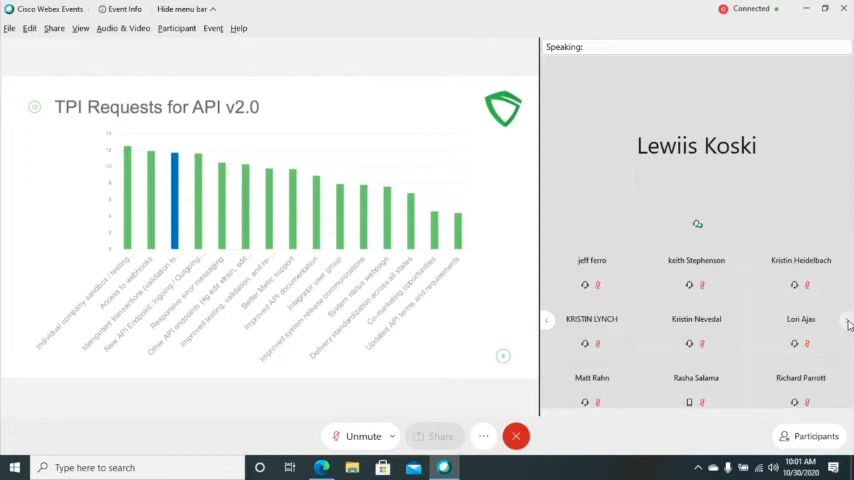 Cisco Webex Events
Event Info
Hide menu bar
Connected
File Edit Share View Audio & Video Participant Event Help
Speaking:
TPI Requests for API v2.0
14
12
10
8
6
4
2
0
Individual company sandbox / testing...
Access to webhooks
Idempotent transactions (validation to...
New API Endpoint: Ingoing / Outgoing...
Responsive error messaging
Other API endpoints (eg edit strain, edit...
Improved testing, validation, and re-...
Better Metrc support
Improved API documentation
Integrator user group
Improved system release communications
System status webpage
Delivery standardization across all states
Co-marketing opportunities
Updated API terms and requirements
9
Lewiis Koski
jeff ferro
keith Stephenson
Kristin Heidelbach
KRISTIN LYNCH
Kristin Nevedal
Lori Ajax
Matt Rahn
Rasha Salama
Richard Parrott
Unmute
Share
Participants
Type here to search
10:01 AM
10/30/2020